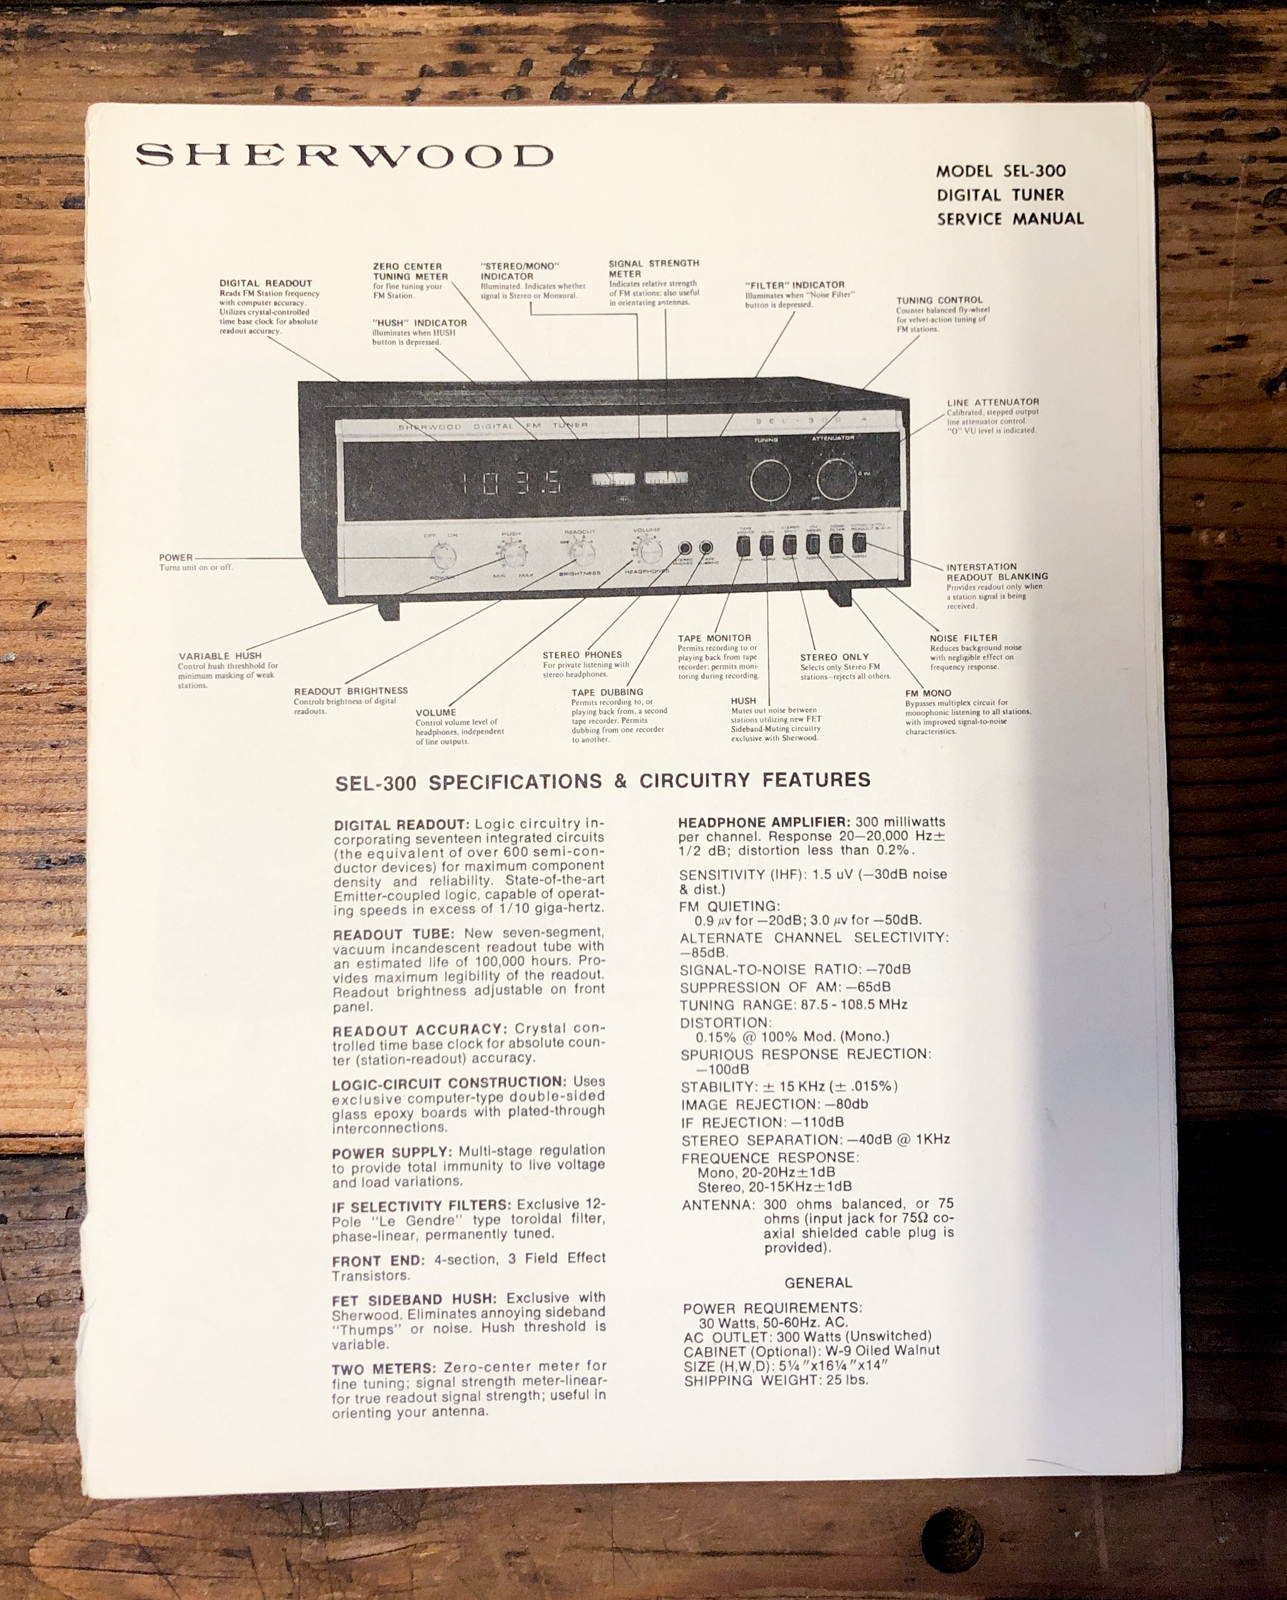 SHERWOOD
MODEL SEL-300
DIGITAL TUNER
SERVICE MANUAL
DIGITAL READOUT
Reads FM Station frequency
with computer accuracy.
Utilizes crystal-controlled
time base clock for absolute
readout accuracy.
ZERO CENTER
TUNING METER
for fine tuning your
FM Station.
"HUSH" INDICATOR
illuminates when HUSH
button is depressed.
"STEREO/MONO"
INDICATOR
Illuminated. Indicates whether
signal is Stereo or Monaural.
SIGNAL STRENGTH
METER
Indicates relative strength
of FM stations; also useful
in orientating antennas.
"FILTER" INDICATOR
Illuminates when "Noise Filter"
button is depressed.
TUNING CONTROL
Counter balanced fly-wheel
for velvet-action tuning of
FM stations.
LINE ATTENUATOR
Calibrated, stepped output
line attenuator control.
"O" VU level is indicated.
SHERWOOD DIGITAL FM TUNER
SEL-300
TUNING
ATTENUATOR
103.5
OFF ON
POWER
HUSH
MIN MAX
READOUT
OFF
BRIGHTNESS
VOLUME
HEADPHONES
POWER
Turns unit on or off.
INTERSTATION
READOUT BLANKING
Provides readout only when
a station signal is being
received.
VARIABLE HUSH
Control hush threshhold for
minimum masking of weak
stations.
READOUT BRIGHTNESS
Controls brightness of digital
readouts.
VOLUME
Control volume level of
headphones, independent
of line outputs.
STEREO PHONES
For private listening with
stereo headphones.
TAPE DUBBING
Permits recording to, or
playing back from, a second
tape recorder. Permits
dubbing from one recorder
to another.
TAPE MONITOR
Permits recording to or
playing back from tape
recorder; permits moni-
toring during recording.
HUSH
Mutes out noise between
stations utilizing new FET
Sideband-Muting circuitry
exclusive with Sherwood.
STEREO ONLY
Selects only Stereo FM
stations—rejects all others.
NOISE FILTER
Reduces background noise
with negligible effect on
frequency response.
FM MONO
Bypasses multiplex circuit for
monophonic listening to all stations,
with improved signal-to-noise
characteristics.
SEL-300 SPECIFICATIONS & CIRCUITRY FEATURES
DIGITAL READOUT: Logic circuitry in-
corporating seventeen integrated circuits
(the equivalent of over 600 semi-con-
ductor devices) for maximum component
density and reliability. State-of-the-art
Emitter-coupled logic, capable of operat-
ing speeds in excess of 1/10 giga-hertz.
READOUT TUBE: New seven-segment,
vacuum incandescent readout tube with
an estimated life of 100,000 hours. Pro-
vides maximum legibility of the readout.
Readout brightness adjustable on front
panel.
READOUT ACCURACY: Crystal con-
trolled time base clock for absolute coun-
ter (station-readout) accuracy.
LOGIC-CIRCUIT CONSTRUCTION: Uses
exclusive computer-type double-sided
glass epoxy boards with plated-through
interconnections.
POWER SUPPLY: Multi-stage regulation
to provide total immunity to live voltage
and load variations.
IF SELECTIVITY FILTERS: Exclusive 12-
Pole "Le Gendre" type toroidal filter,
phase-linear, permanently tuned.
FRONT END: 4-section, 3 Field Effect
Transistors.
FET SIDEBAND HUSH: Exclusive with
Sherwood. Eliminates annoying sideband
"Thumps" or noise. Hush threshold is
variable.
TWO METERS: Zero-center meter for
fine tuning; signal strength meter-linear-
for true readout signal strength; useful in
orienting your antenna.
HEADPHONE AMPLIFIER: 300 milliwatts
per channel. Response 20—20,000 Hz±
1/2 dB; distortion less than 0.2%.
SENSITIVITY (IHF): 1.5 uV (—30dB noise
& dist.)
FM QUIETING:
0.9 μv for —20dB; 3.0 μv for —50dB.
ALTERNATE CHANNEL SELECTIVITY:
—85dB.
SIGNAL-TO-NOISE RATIO: —70dB
SUPPRESSION OF AM: —65dB
TUNING RANGE: 87.5 - 108.5 MHz
DISTORTION:
0.15% @ 100% Mod. (Mono.)
SPURIOUS RESPONSE REJECTION:
—100dB
STABILITY: ± 15 KHz (± .015%)
IMAGE REJECTION: —80db
IF REJECTION: —110dB
STEREO SEPARATION: —40dB @ 1KHz
FREQUENCE RESPONSE:
Mono, 20-20Hz±1dB
Stereo, 20-15KHz±1dB
ANTENNA: 300 ohms balanced, or 75
ohms (input jack for 75Ω co-
axial shielded cable plug is
provided).
GENERAL
POWER REQUIREMENTS:
30 Watts, 50-60Hz. AC.
AC OUTLET: 300 Watts (Unswitched)
CABINET (Optional): W-9 Oiled Walnut
SIZE (H,W,D): 5¼"x16¼"x14"
SHIPPING WEIGHT: 25 lbs.